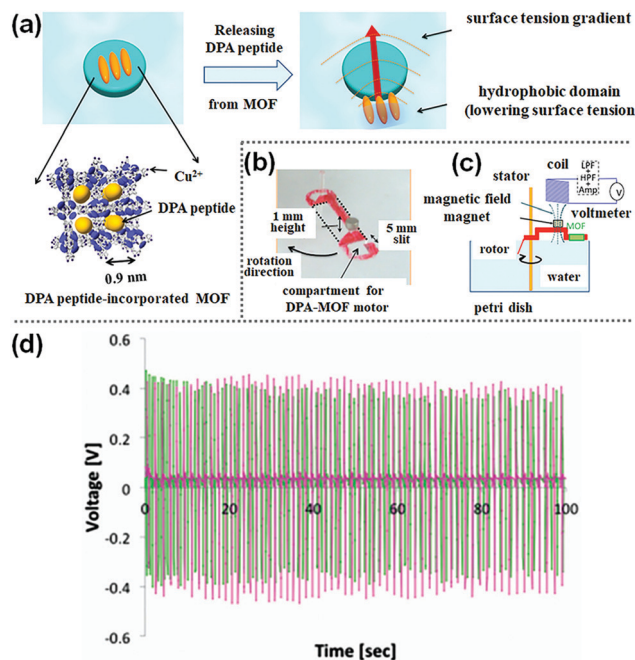 (a)
Releasing
DPA peptide
from MOF
surface tension gradient
hydrophobic domain
(lowering surface tension
Cu2+
DPA peptide
0.9 nm
DPA peptide-incorporated MOF
(b)
1 mm
height
5 mm
slit
rotation
direction
compartment for
DPA-MOF motor
(c)
coil
LPF
+
HPF
+
Amp
stator
magnetic field
magnet
voltmeter
V
MOF
rotor
water
petri dish
(d)
Voltage [V]
0.6
0.4
0.2
0
-0.2
-0.4
-0.6
0
20
40
60
80
100
Time [sec]